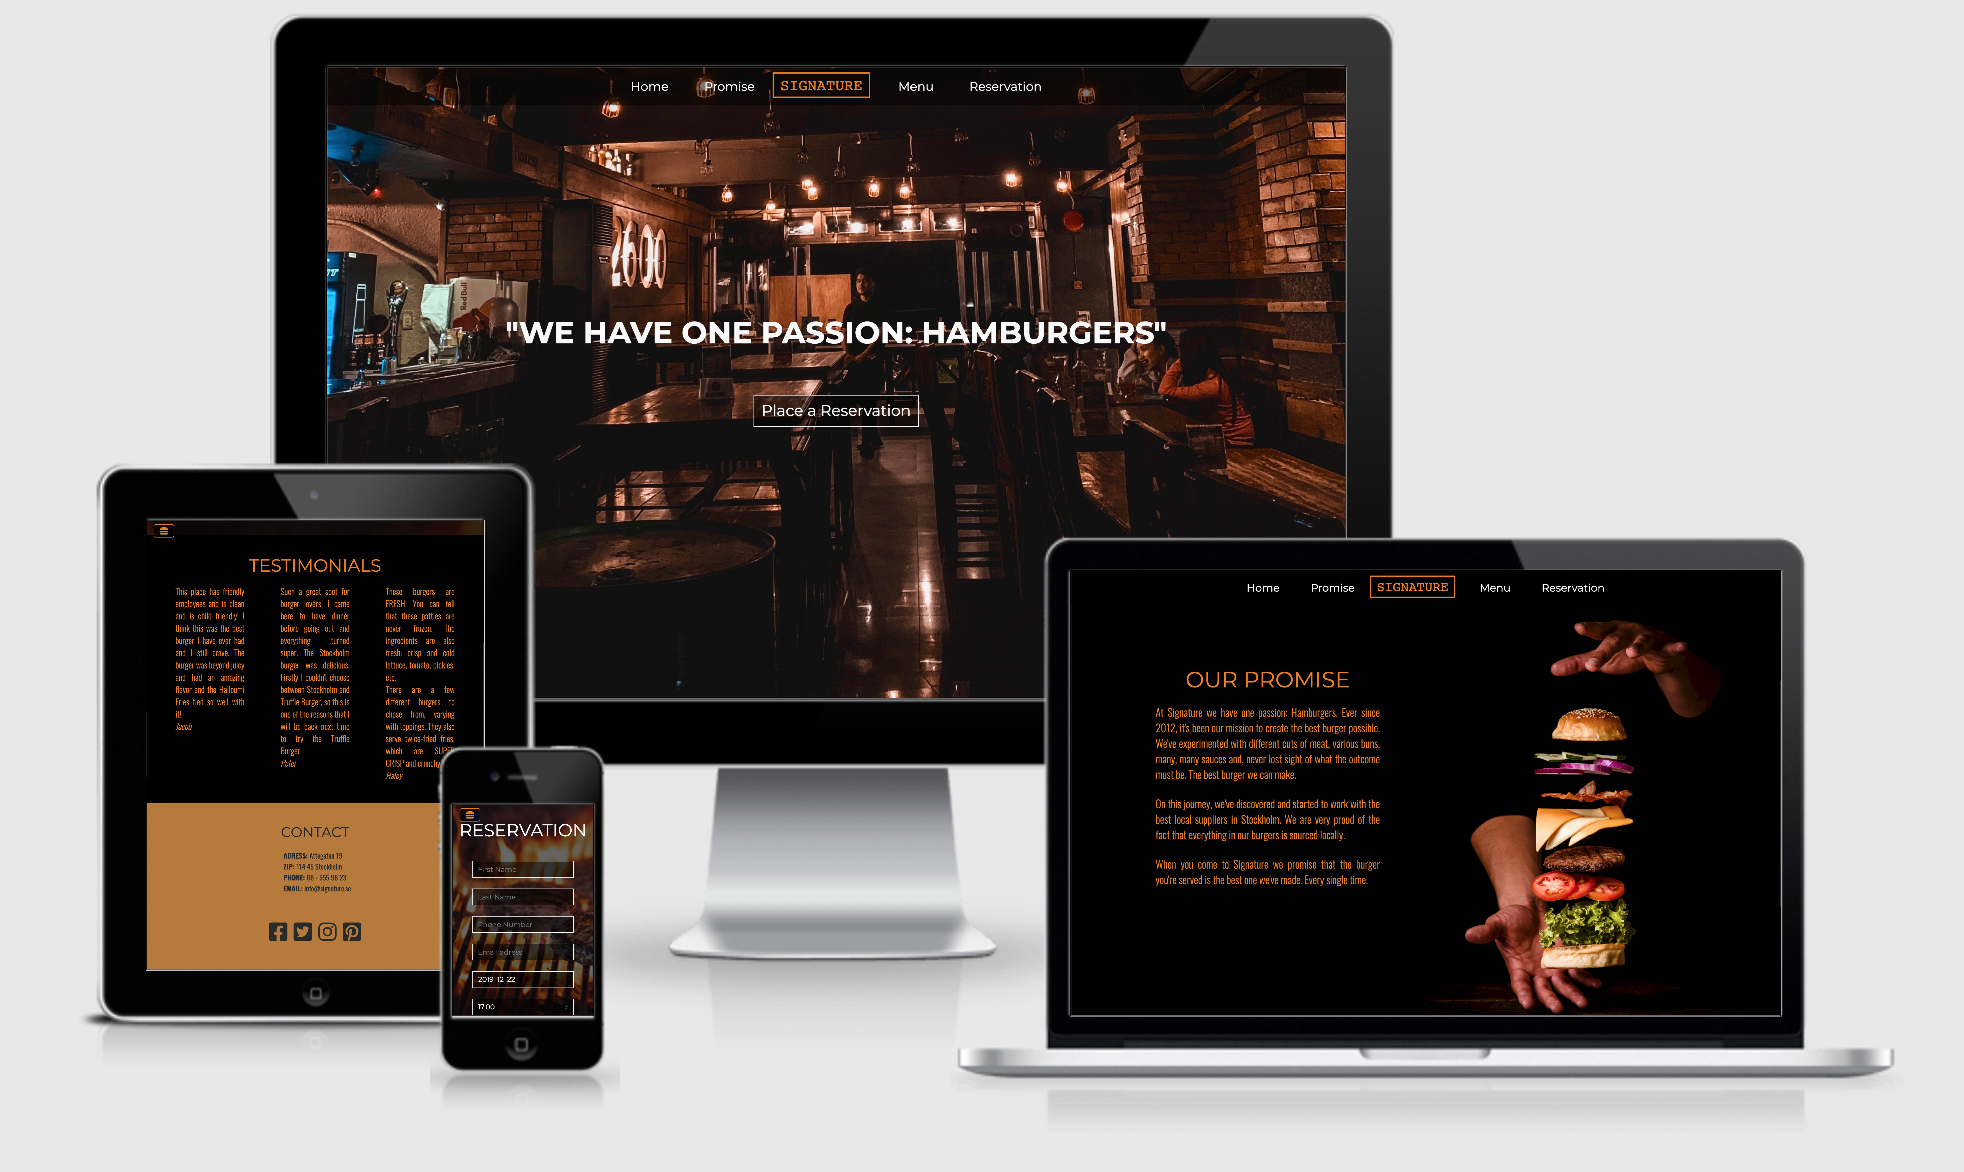 Home Promise SIGNATURE Menu Reservation
2600
Red Bull
"WE HAVE ONE PASSION: HAMBURGERS"
Place a Reservation
TESTIMONIALS
This place has friendly
employees and is clean
and is child friendly. I
think this was the best
burger I have ever had
and I still crave. The
burger was beyond juicy
and had an amazing
flavor and the Halloumi
Fries tied so well with
it!
Jacob
Such a great spot for
burger lovers. I came
here to have dinner
before going out and
everything turned
super. The Stockholm
burger was delicious.
Firstly I couldn't choose
between Stockholm and
Truffle Burger, so this is
one of the reasons that I
will be back next time
to try the Truffle
Burger.
Peter
These burgers are
FRESH. You can tell
that these patties are
never frozen. The
ingredients are also
fresh: crisp and cold
lettuce, tomato, pickles,
etc.
There are a few
different burgers to
chose from, varying
with toppings. They also
serve twice-fried fries,
which are SUPER
CRISP and crunchy
Haley
CONTACT
ADRESS: Attegatan 19
ZIP: 114 45 Stockholm
PHONE: 08 - 555 98 33
EMAIL: info@signature.se
RESERVATION
First Name
Last Name
Phone Number
Email adress
2019-12-22
17:00
Home Promise SIGNATURE Menu Reservation
OUR PROMISE
At Signature we have one passion: Hamburgers. Ever since
2012, it's been our mission to create the best burger possible.
We've experimented with different cuts of meat, various buns,
many, many sauces and, never lost sight of what the outcome
must be. The best burger we can make.
On this journey, we've discovered and started to work with the
best local suppliers in Stockholm. We are very proud of the
fact that everything in our burgers is sourced locally.
When you come to Signature we promise that the burger
you're served is the best one we've made. Every single time.